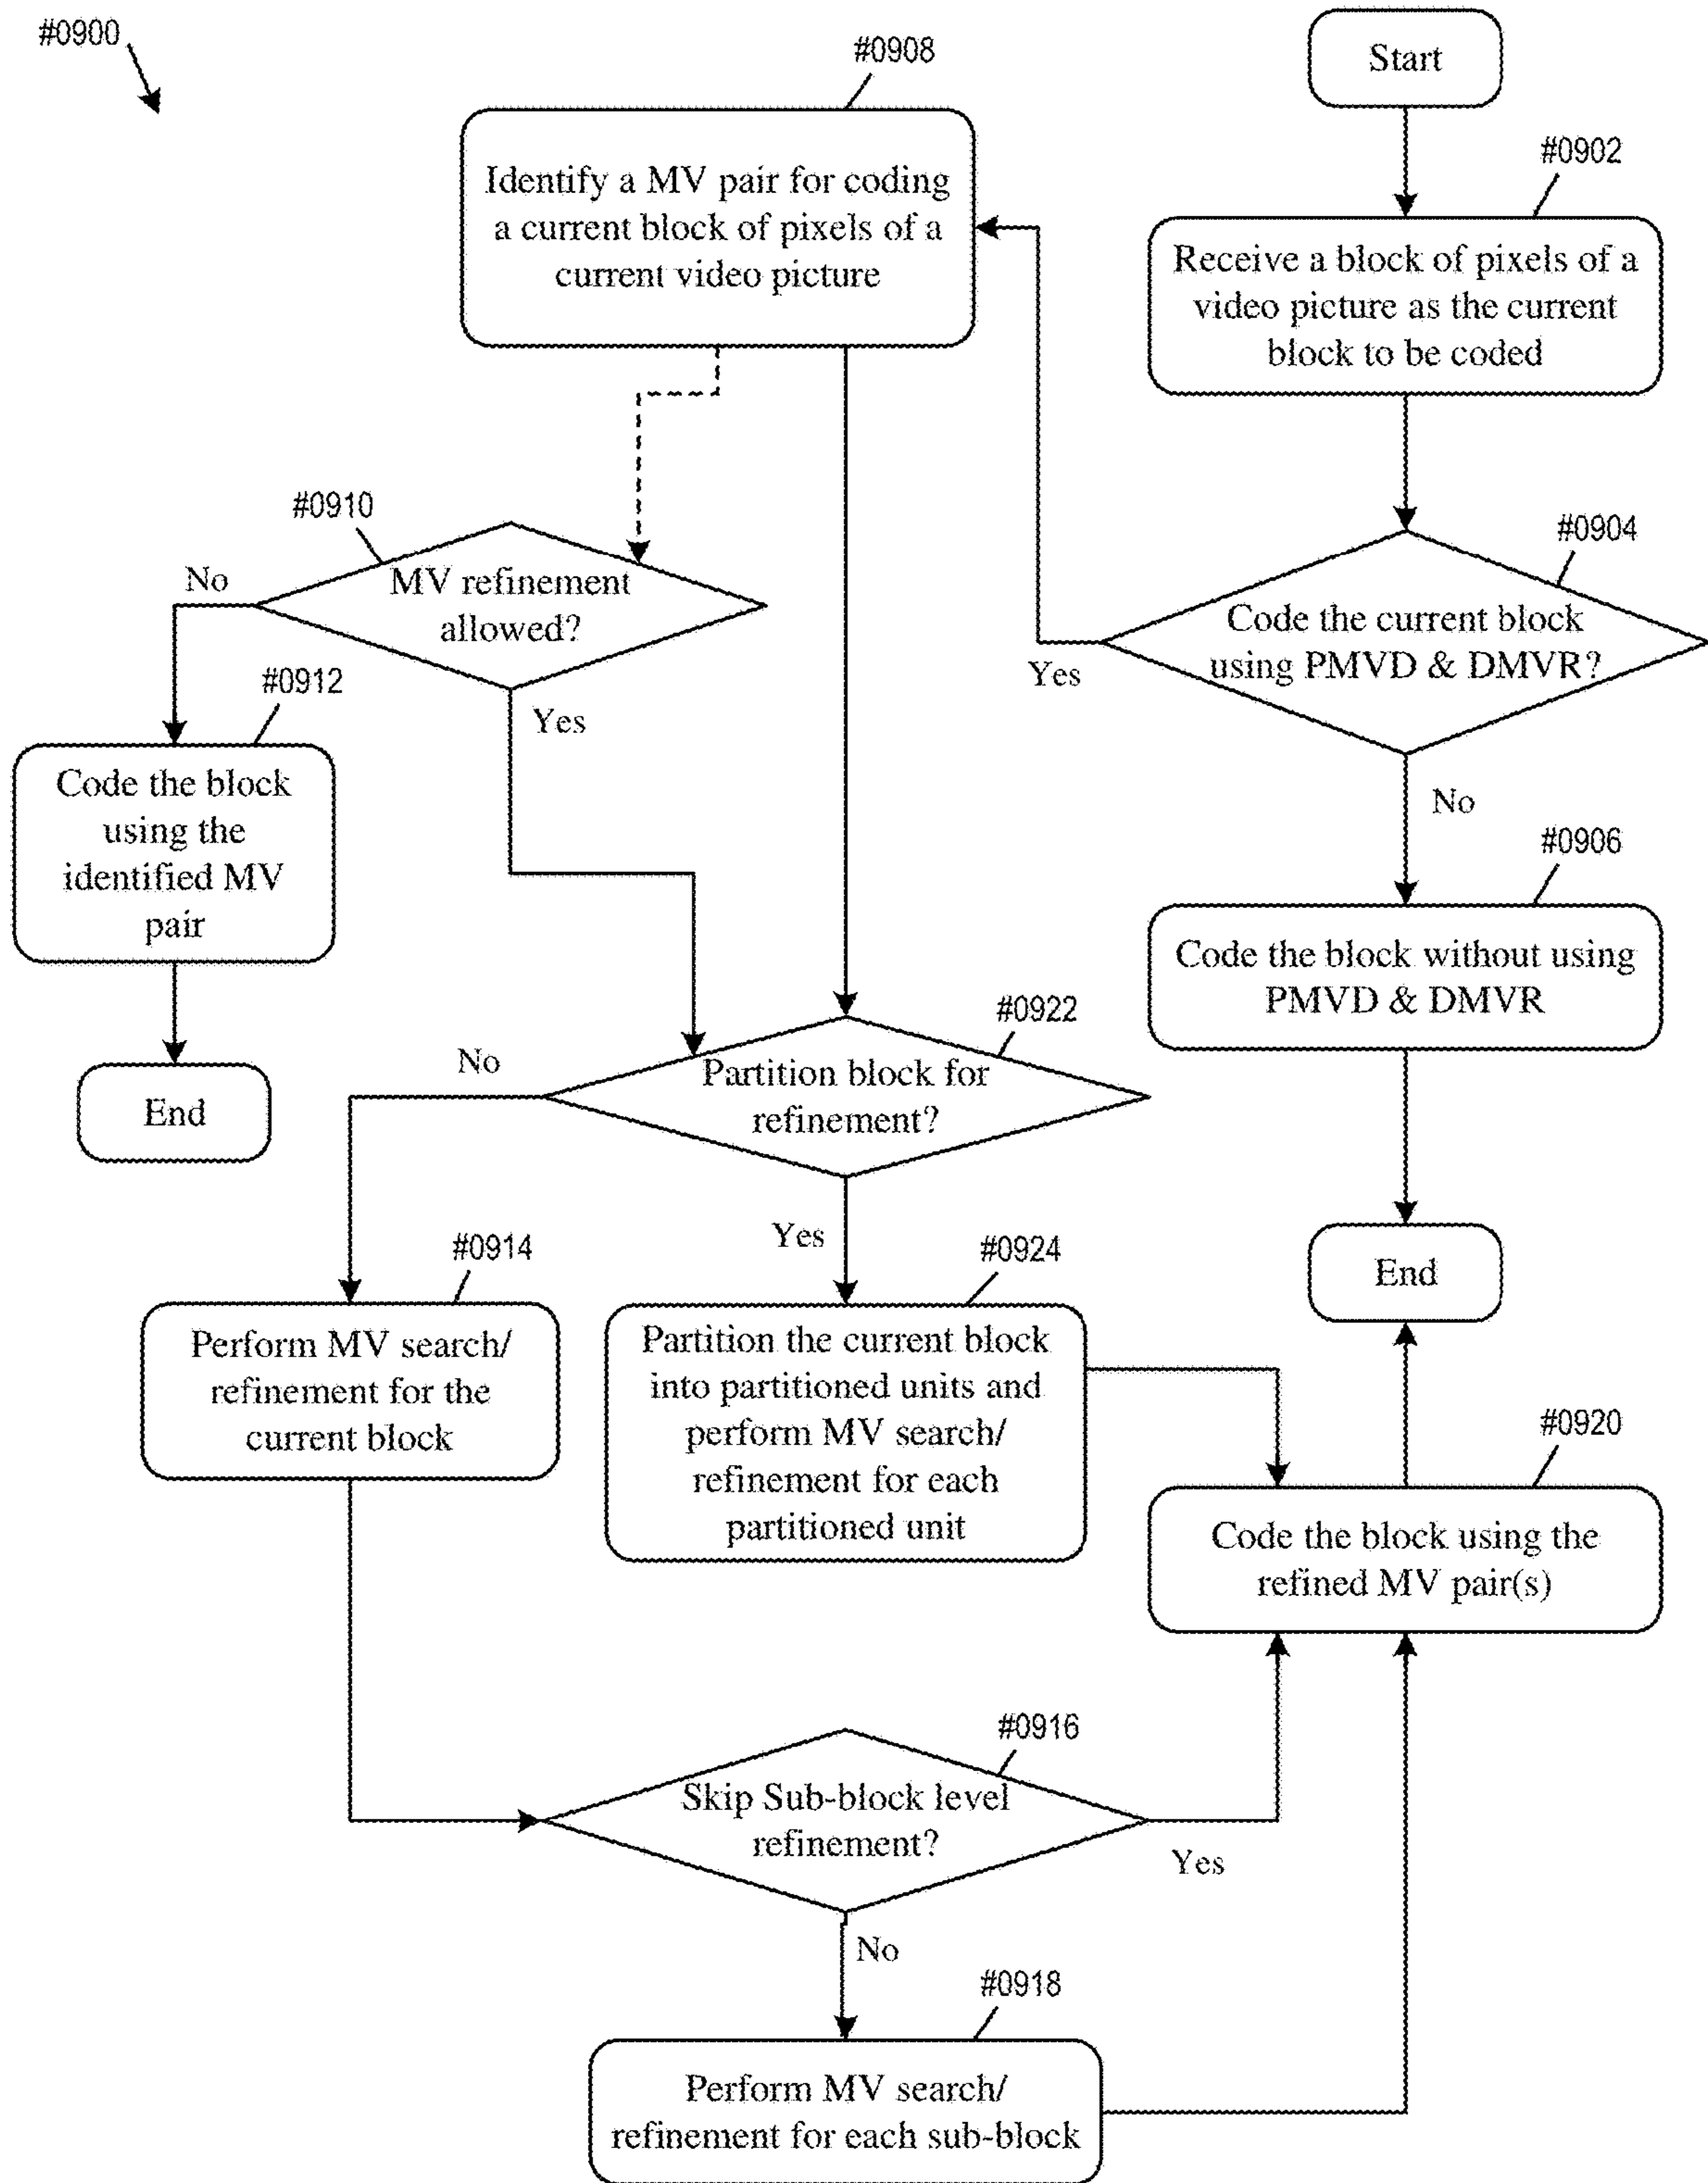 #0900
#0908
Start
Identify a MV pair for coding
a current block of pixels of a
current video picture
#0902
Receive a block of pixels of a
video picture as the current
block to be coded
#0910
MV refinement
allowed?
No
Yes
#0904
Code the current block
using PMVD & DMVR?
Yes
No
#0912
Code the block
using the
identified MV
pair
End
#0906
Code the block without using
PMVD & DMVR
#0922
Partition block for
refinement?
No
Yes
End
#0914
Perform MV search/
refinement for the
current block
#0924
Partition the current block
into partitioned units and
perform MV search/
refinement for each
partitioned unit
#0920
Code the block using the
refined MV pair(s)
#0916
Skip Sub-block level
refinement?
Yes
No
#0918
Perform MV search/
refinement for each sub-block